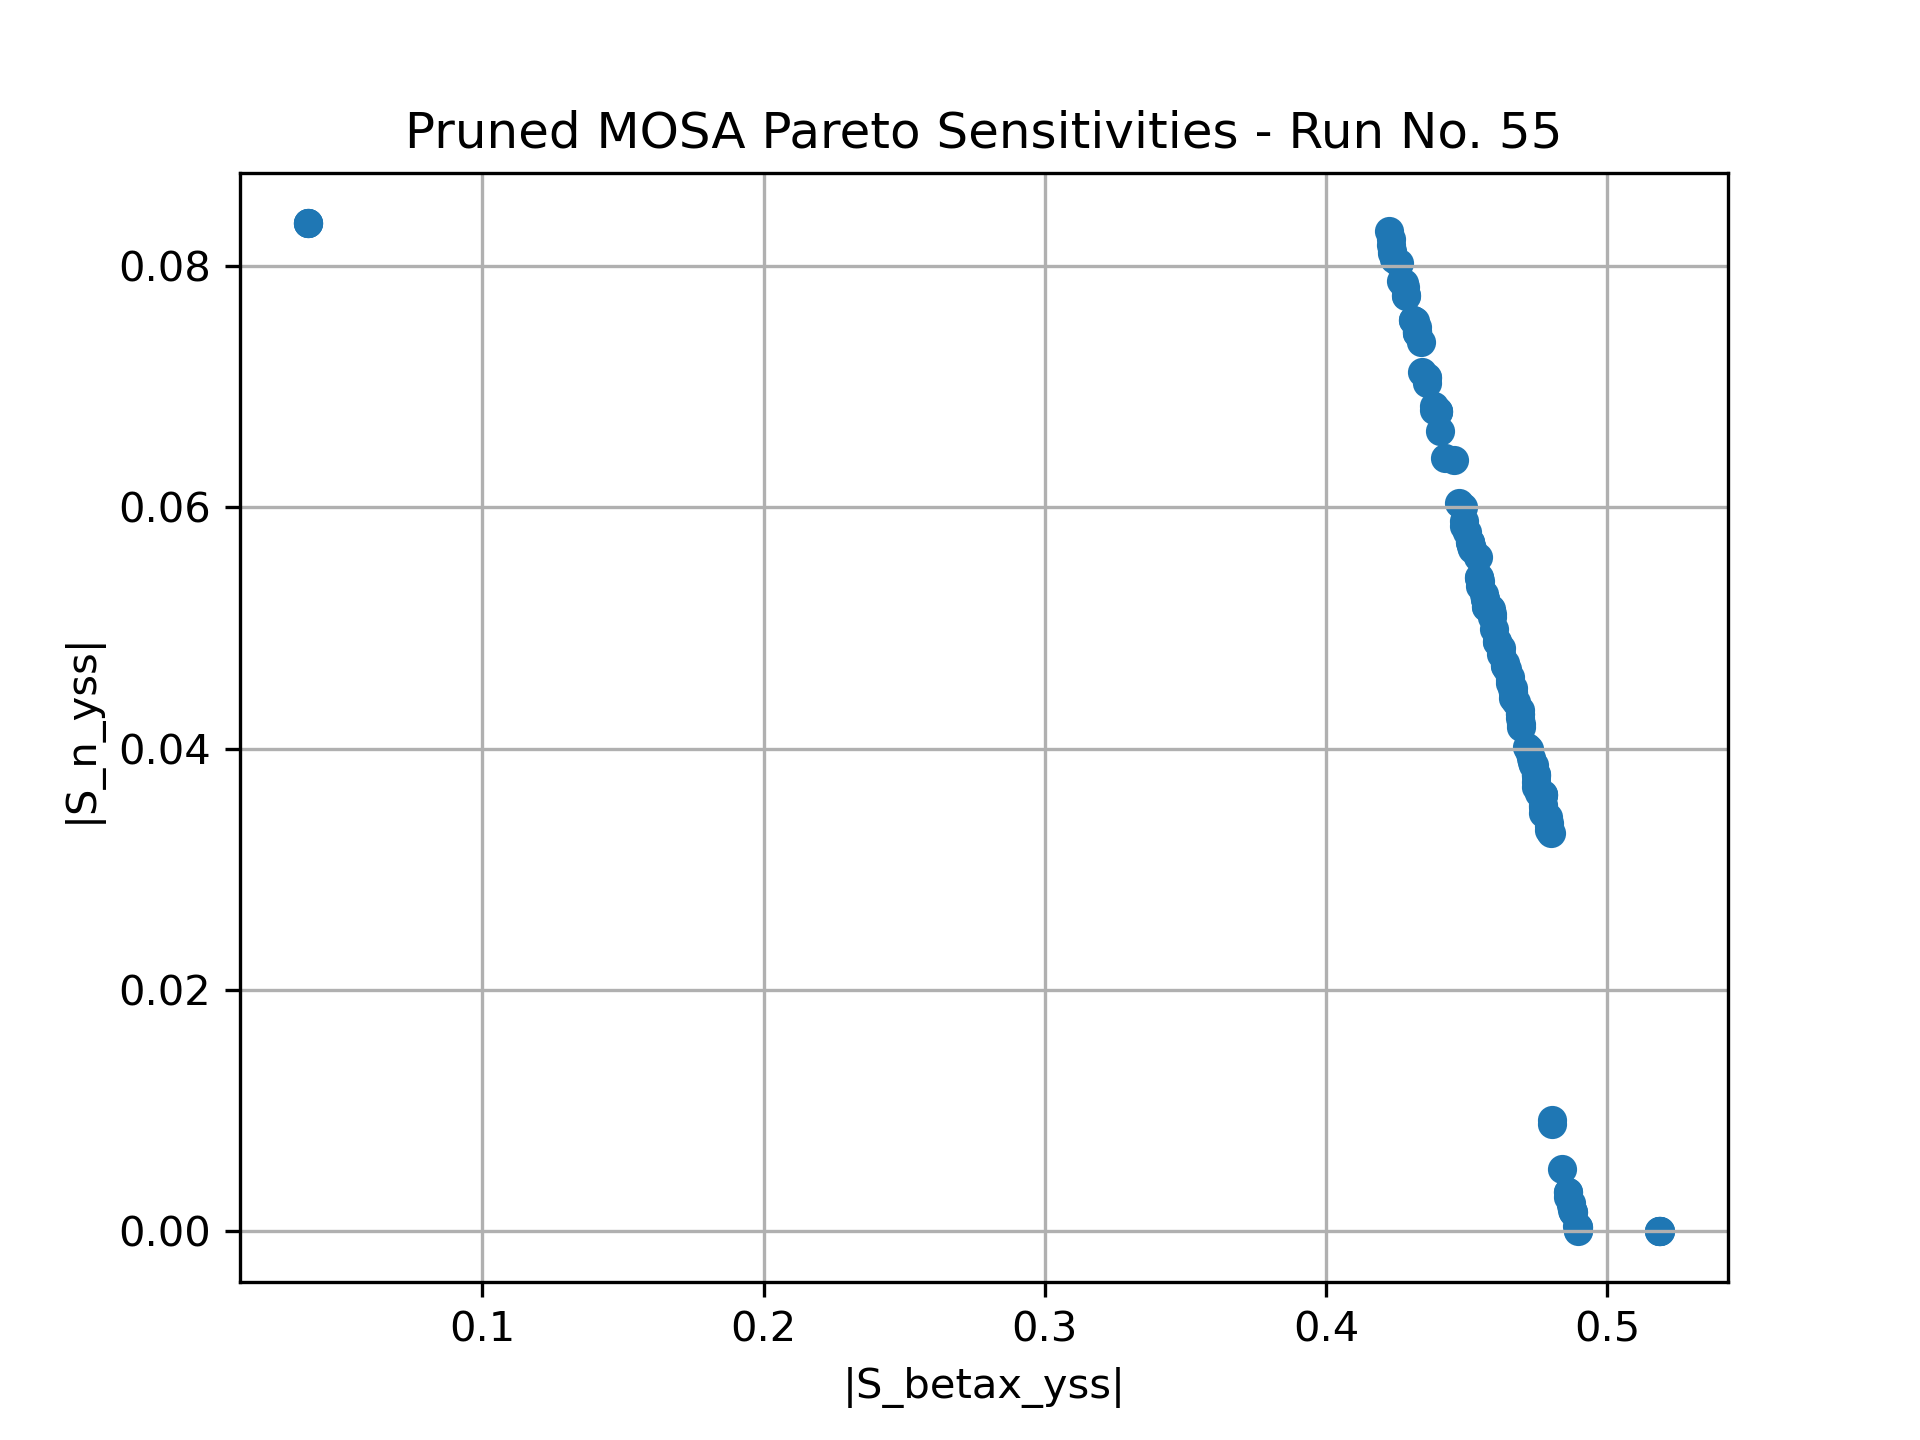 Pruned MOSA Pareto Sensitivities - Run No. 55
|S_n_yss|
0.08
0.06
0.04
0.02
0.00
0.1 0.2 0.3 0.4 0.5
|S_betax_yss|